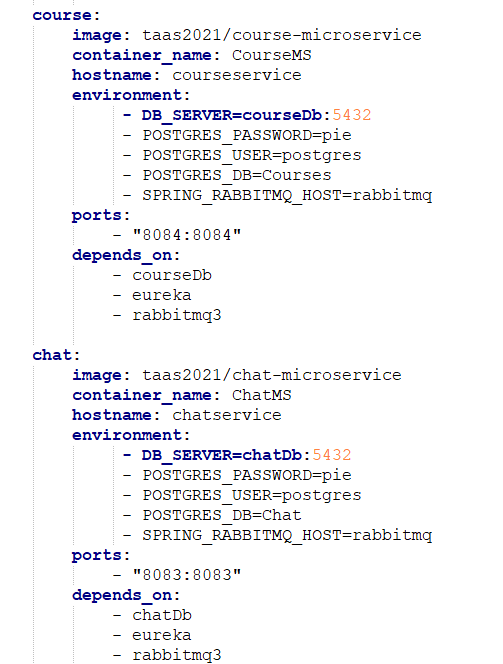 course:
image: taas2021/course-microservice
container_name: CourseMS
hostname: courseservice
environment:
- DB_SERVER=courseDb:5432
- POSTGRES_PASSWORD=pie
- POSTGRES_USER=postgres
- POSTGRES_DB=Courses
- SPRING_RABBITMQ_HOST=rabbitmq
ports:
- "8084:8084"
depends_on:
- courseDb
- eureka
- rabbitmq3
chat:
image: taas2021/chat-microservice
container_name: ChatMS
hostname: chatservice
environment:
- DB_SERVER=chatDb:5432
- POSTGRES_PASSWORD=pie
- POSTGRES_USER=postgres
- POSTGRES_DB=Chat
- SPRING_RABBITMQ_HOST=rabbitmq
ports:
- "8083:8083"
depends_on:
- chatDb
- eureka
- rabbitmq3